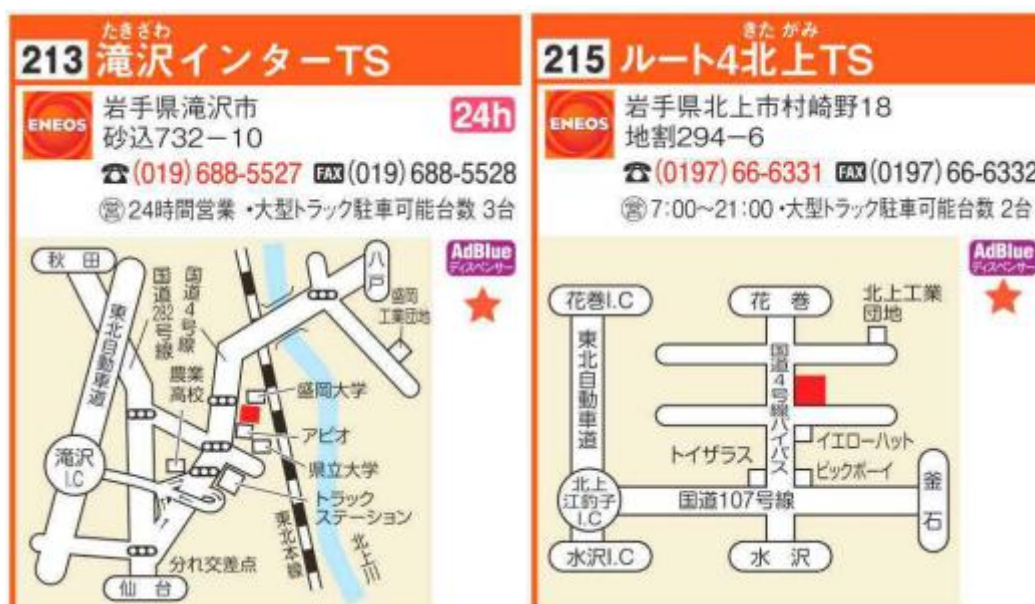 たきざわ
213 滝沢インターTS
ENEOS
岩手県滝沢市
砂込732-10
24h
☎(019)688-5527 FAX(019)688-5528
営24時間営業 ・大型トラック駐車可能台数 3台
AdBlue
ディスペンサー
秋田
八戸
国道282号線
国道4号線
東北自動車道
盛岡
工業団地
農業
高校
盛岡大学
アピオ
滝沢
I.C
県立大学
トラック
ステーション
東北本線
北上川
分れ交差点
仙台
きたがみ
215 ルート4北上TS
ENEOS
岩手県北上市村崎野18
地割294-6
☎(0197)66-6331 FAX(0197)66-6332
営7:00~21:00・大型トラック駐車可能台数 2台
AdBlue
ディスペンサー
花巻I.C
花巻
北上工業
団地
東北自動車道
国道4号線バイパス
イエローハット
トイザラス
ビックボーイ
北上
江釣子
I.C
国道107号線
釜石
水沢I.C
水沢